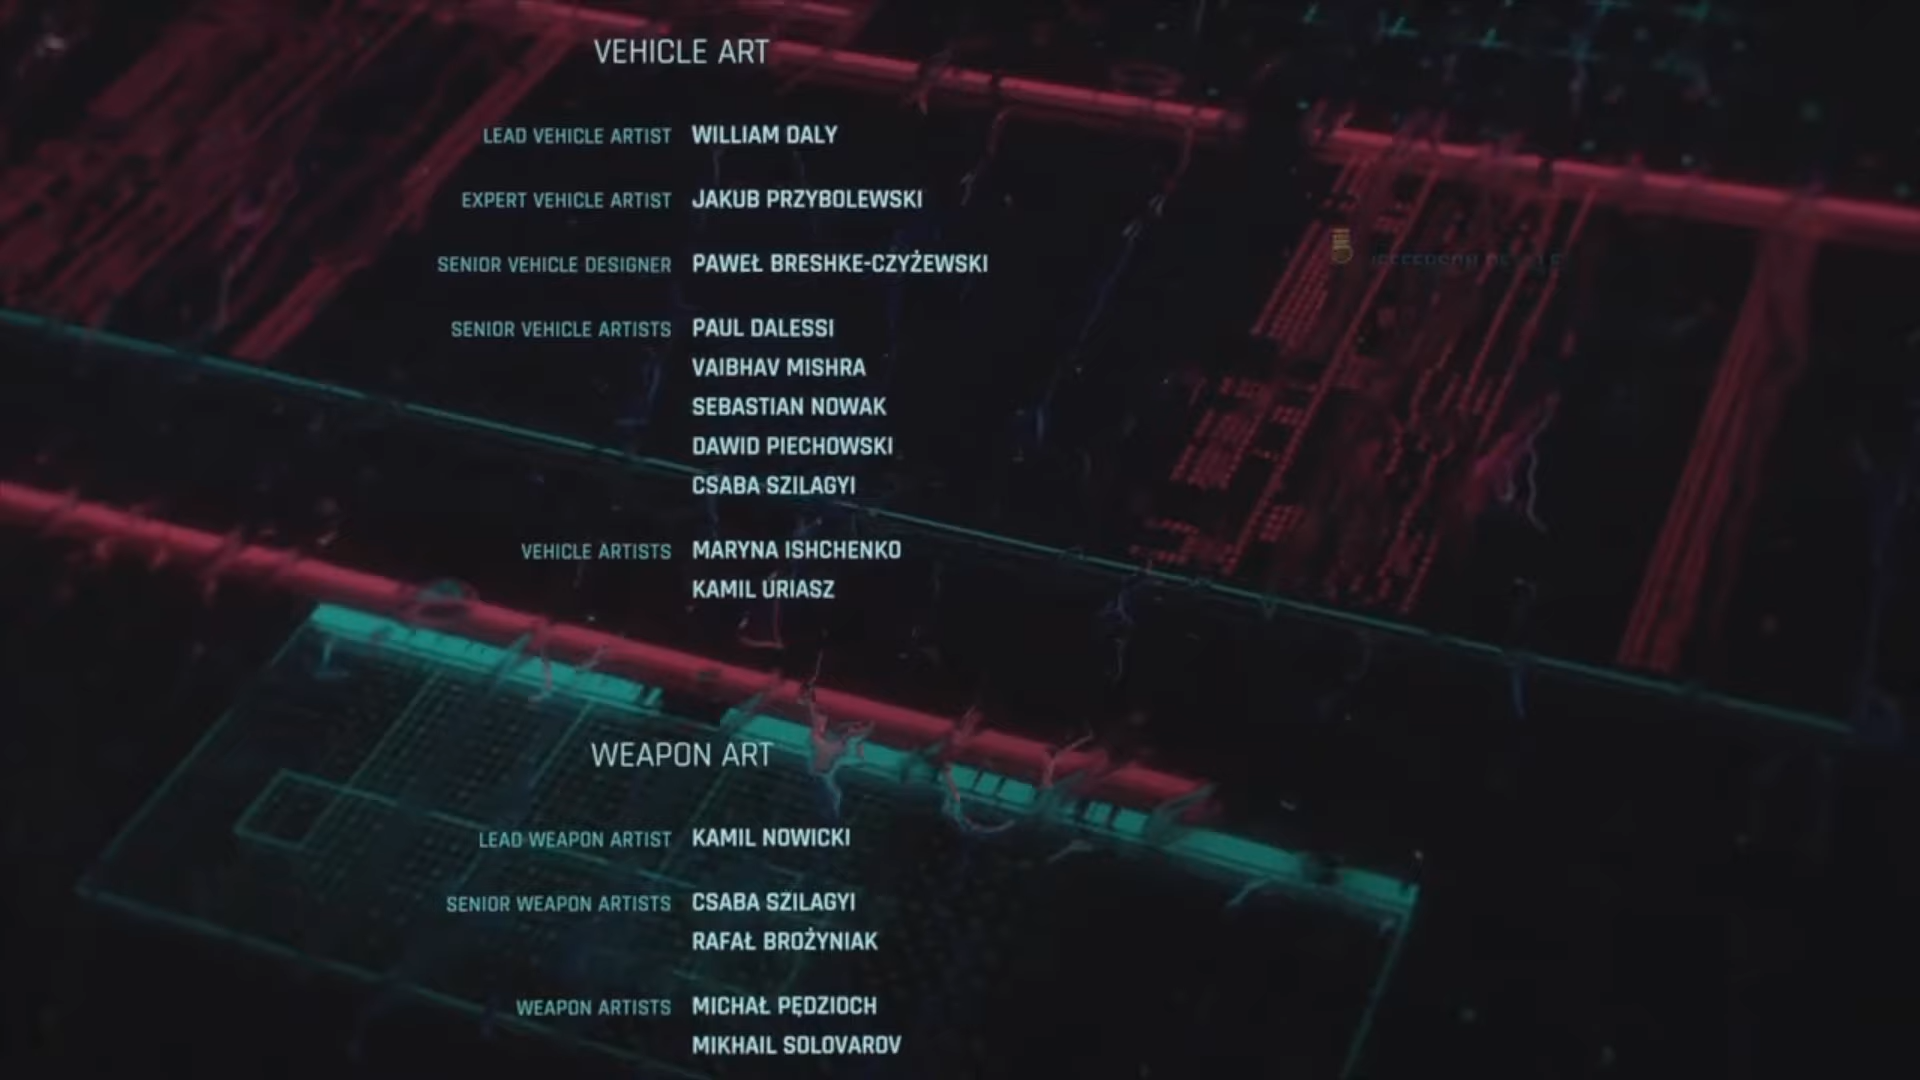 VEHICLE ART
LEAD VEHICLE ARTIST WILLIAM DALY
EXPERT VEHICLE ARTIST JAKUB PRZYBOLEWSKI
SENIOR VEHICLE DESIGNER PAWEŁ BRESHKE-CZYŻEWSKI
SENIOR VEHICLE ARTISTS PAUL DALESSI
VAIBHAV MISHRA
SEBASTIAN NOWAK
DAWID PIECHOWSKI
CSABA SZILAGYI
VEHICLE ARTISTS MARYNA ISHCHENKO
KAMIL URIASZ
WEAPON ART
LEAD WEAPON ARTIST KAMIL NOWICKI
SENIOR WEAPON ARTISTS CSABA SZILAGYI
RAFAŁ BROŻYNIAK
WEAPON ARTISTS MICHAŁ PĘDZIOCH
MIKHAIL SOLOVAROV